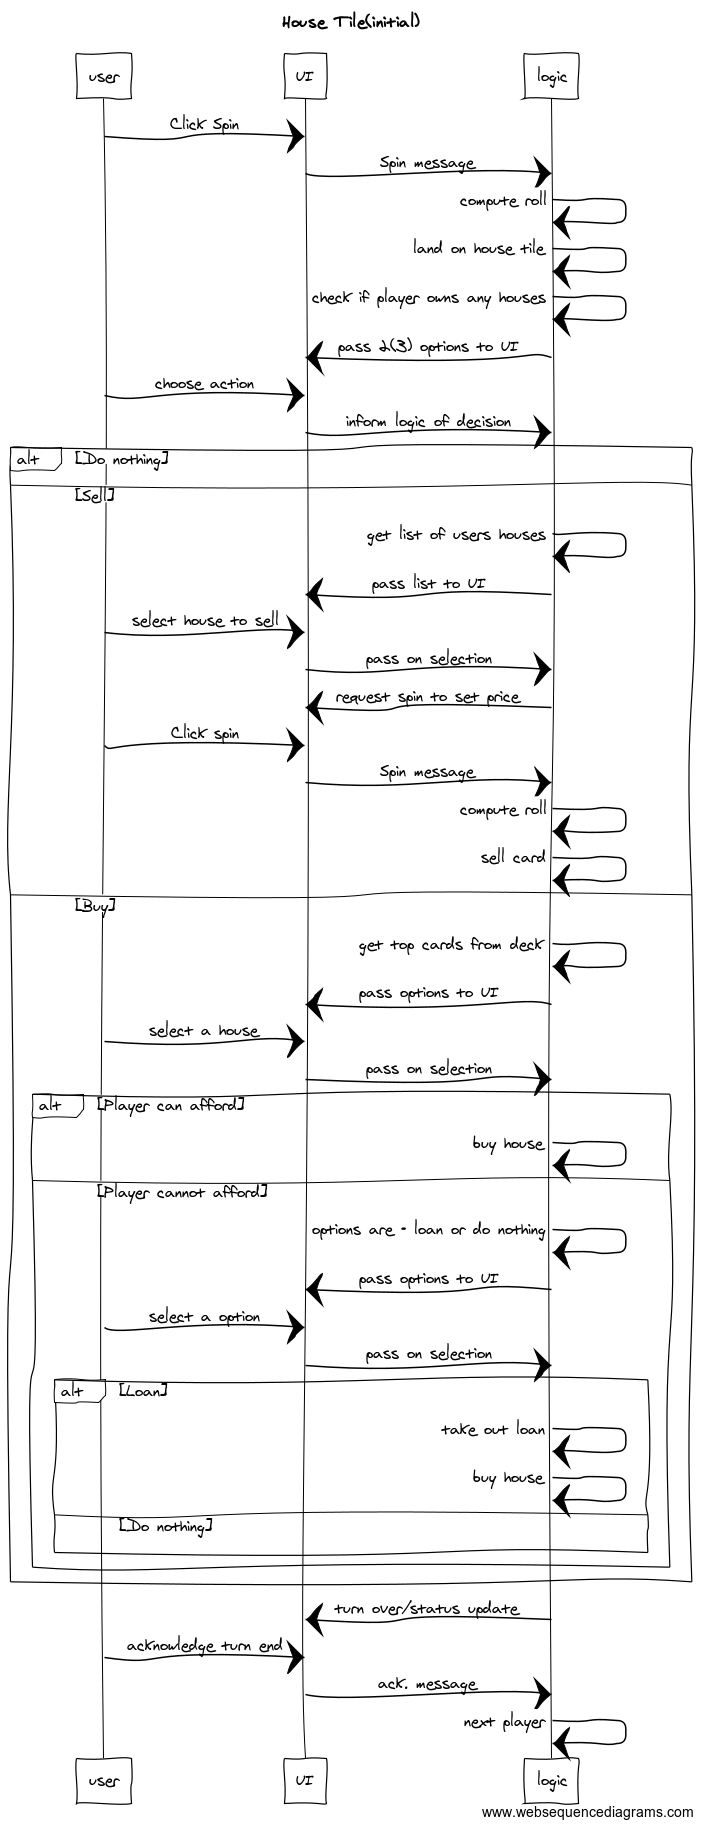 House Tile(initial)
user UI logic
Click Spin
Spin message
compute roll
land on house tile
check if player owns any houses
pass 2(3) options to UI
choose action
inform logic of decision
alt [Do nothing]
[Sell]
get list of users houses
pass list to UI
select house to sell
pass on selection
request spin to set price
Click spin
Spin message
compute roll
sell card
[Buy]
get top cards from deck
pass options to UI
select a house
pass on selection
alt [Player can afford]
buy house
[Player cannot afford]
options are - loan or do nothing
pass options to UI
select a option
pass on selection
alt [Loan]
take out loan
buy house
[Do nothing]
turn over/status update
acknowledge turn end
ack. message
next player
user UI logic
www.websequencediagrams.com